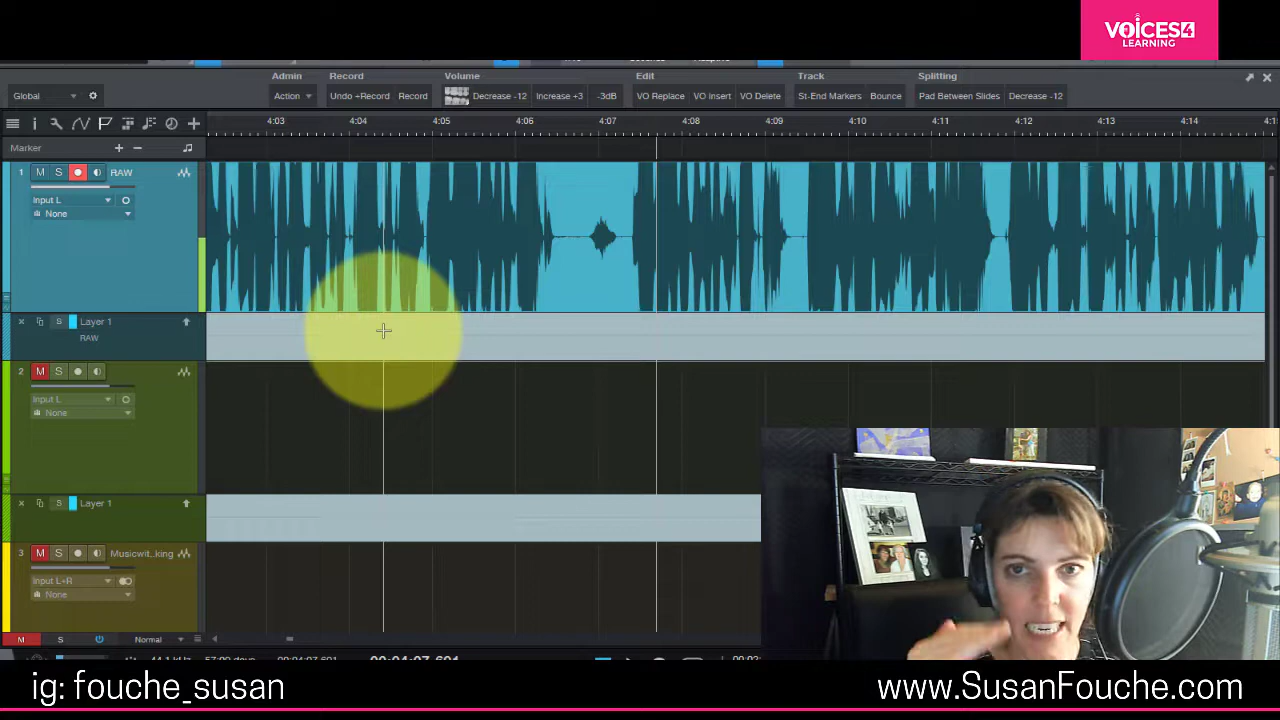 VOiCES4
LEARNING
Admin Record Volume Edit Track Splitting
Global Action Undo +Record Record Decrease -12 Increase +3 -3dB VO Replace VO Insert VO Delete St-End Markers Bounce Pad Between Slides Decrease -12
4:03 4:04 4:05 4:06 4:07 4:08 4:09 4:10 4:11 4:12 4:13 4:14
Marker
1 M S RAW
Input L
None
S Layer 1
RAW
2 M S
Input L
None
S Layer 1
3 M S Musicwit..king
Input L+R
None
M S Normal
ig: fouche_susan
www.SusanFouche.com